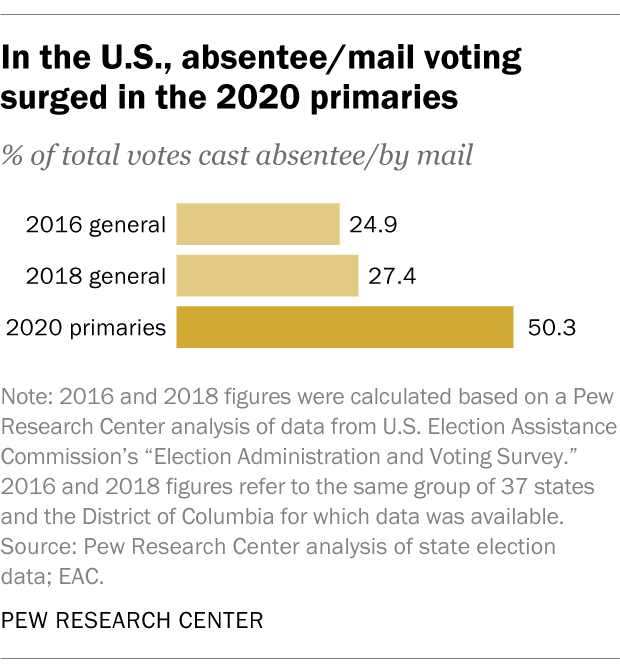 In the U.S., absentee/mail voting
surged in the 2020 primaries
% of total votes cast absentee/by mail
2016 general 24.9
2018 general 27.4
2020 primaries 50.3
Note: 2016 and 2018 figures were calculated based on a Pew
Research Center analysis of data from U.S. Election Assistance
Commission’s “Election Administration and Voting Survey.”
2016 and 2018 figures refer to the same group of 37 states
and the District of Columbia for which data was available.
Source: Pew Research Center analysis of state election
data; EAC.
PEW RESEARCH CENTER